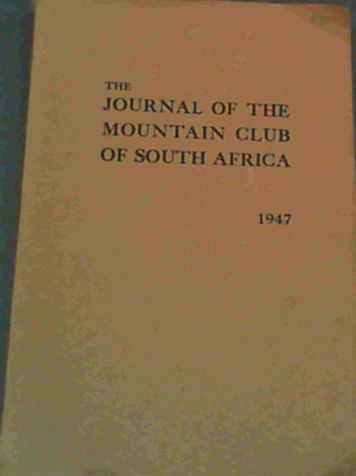 THE
JOURNAL OF THE
MOUNTAIN CLUB
OF SOUTH AFRICA
1947